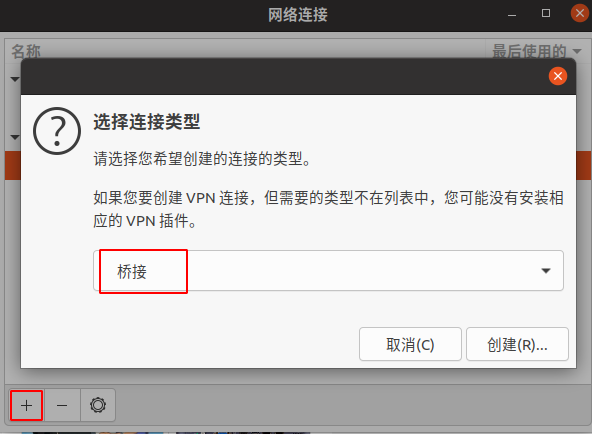 网络连接
名称
最后使用的
选择连接类型
请选择您希望创建的连接的类型。
如果您要创建 VPN 连接，但需要的类型不在列表中，您可能没有安装相
应的 VPN 插件。
桥接
取消(C)
创建(R)...